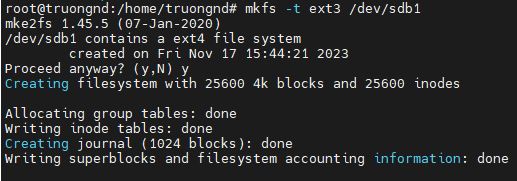 root@truongnd:/home/truongnd# mkfs -t ext3 /dev/sdb1
mke2fs 1.45.5 (07-Jan-2020)
/dev/sdb1 contains a ext4 file system
        created on Fri Nov 17 15:44:21 2023
Proceed anyway? (y,N) y
Creating filesystem with 25600 4k blocks and 25600 inodes

Allocating group tables: done
Writing inode tables: done
Creating journal (1024 blocks): done
Writing superblocks and filesystem accounting information: done